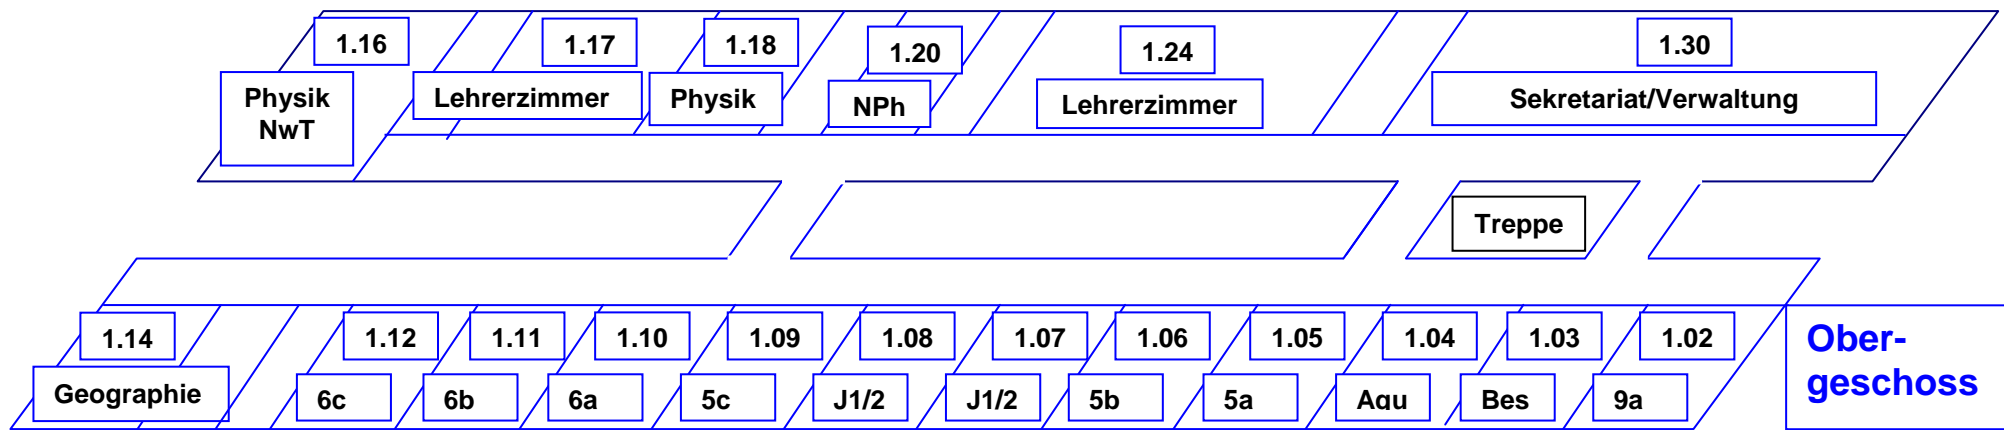 1.16
1.17
1.18
1.20
1.24
1.30
Physik
NwT
Lehrerzimmer
Physik
NPh
Lehrerzimmer
Sekretariat/Verwaltung
Treppe
1.14
1.12
1.11
1.10
1.09
1.08
1.07
1.06
1.05
1.04
1.03
1.02
Geographie
6c
6b
6a
5c
J1/2
J1/2
5b
5a
Aqu
Bes
9a
Ober-
geschoss